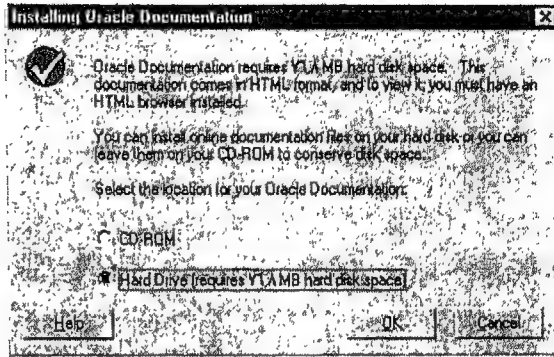 Installing Oracle Documentation
Oracle Documentation requires MB hard disk space. This
documentation comes in HTML format, and to view it, you must have an
HTML browser installed.
You can install online documentation files on your hard disk or you can
leave them on your CD-ROM to conserve disk space.
Select the location for your Oracle Documentation:
CD-ROM
Hard Drive (requires MB hard disk space)
Help
OK
Cancel